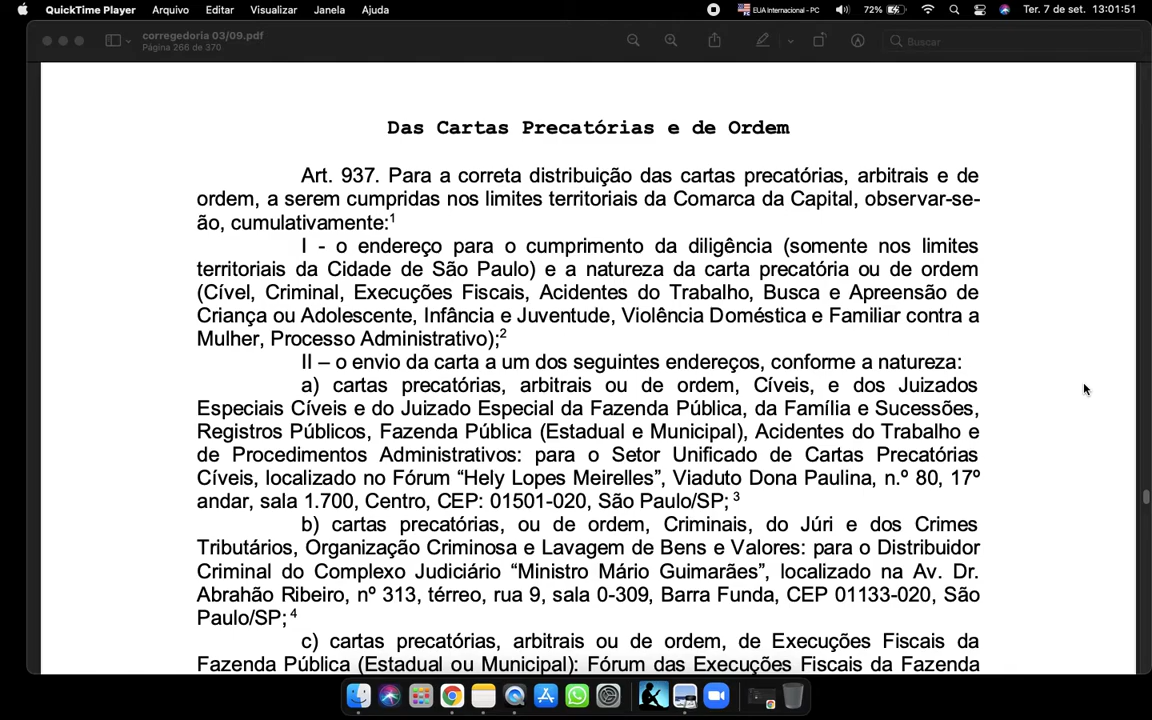 QuickTime Player Arquivo Editar Visualizar Janela Ajuda EUA Internacional - PC 72% Ter. 7 de set. 13:01:51
corregedoria 03/09.pdf
Página 266 de 370
Buscar
Das Cartas Precatórias e de Ordem
Art. 937. Para a correta distribuição das cartas precatórias, arbitrais e de
ordem, a serem cumpridas nos limites territoriais da Comarca da Capital, observar-se-
ão, cumulativamente:¹
I - o endereço para o cumprimento da diligência (somente nos limites
territoriais da Cidade de São Paulo) e a natureza da carta precatória ou de ordem
(Cível, Criminal, Execuções Fiscais, Acidentes do Trabalho, Busca e Apreensão de
Criança ou Adolescente, Infância e Juventude, Violência Doméstica e Familiar contra a
Mulher, Processo Administrativo);²
II – o envio da carta a um dos seguintes endereços, conforme a natureza:
a) cartas precatórias, arbitrais ou de ordem, Cíveis, e dos Juizados
Especiais Cíveis e do Juizado Especial da Fazenda Pública, da Família e Sucessões,
Registros Públicos, Fazenda Pública (Estadual e Municipal), Acidentes do Trabalho e
de Procedimentos Administrativos: para o Setor Unificado de Cartas Precatórias
Cíveis, localizado no Fórum “Hely Lopes Meirelles”, Viaduto Dona Paulina, n.º 80, 17º
andar, sala 1.700, Centro, CEP: 01501-020, São Paulo/SP; ³
b) cartas precatórias, ou de ordem, Criminais, do Júri e dos Crimes
Tributários, Organização Criminosa e Lavagem de Bens e Valores: para o Distribuidor
Criminal do Complexo Judiciário “Ministro Mário Guimarães”, localizado na Av. Dr.
Abrahão Ribeiro, nº 313, térreo, rua 9, sala 0-309, Barra Funda, CEP 01133-020, São
Paulo/SP; ⁴
c) cartas precatórias, arbitrais ou de ordem, de Execuções Fiscais da
Fazenda Pública (Estadual ou Municipal): Fórum das Execuções Fiscais da Fazenda